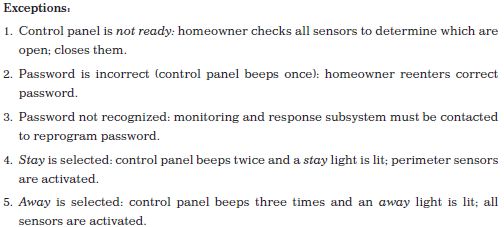 Exceptions:
1. Control panel is not ready: homeowner checks all sensors to determine which are
open; closes them.
2. Password is incorrect (control panel beeps once): homeowner reenters correct
password.
3. Password not recognized: monitoring and response subsystem must be contacted
to reprogram password.
4. Stay is selected: control panel beeps twice and a stay light is lit; perimeter sensors
are activated.
5. Away is selected: control panel beeps three times and an away light is lit; all
sensors are activated.